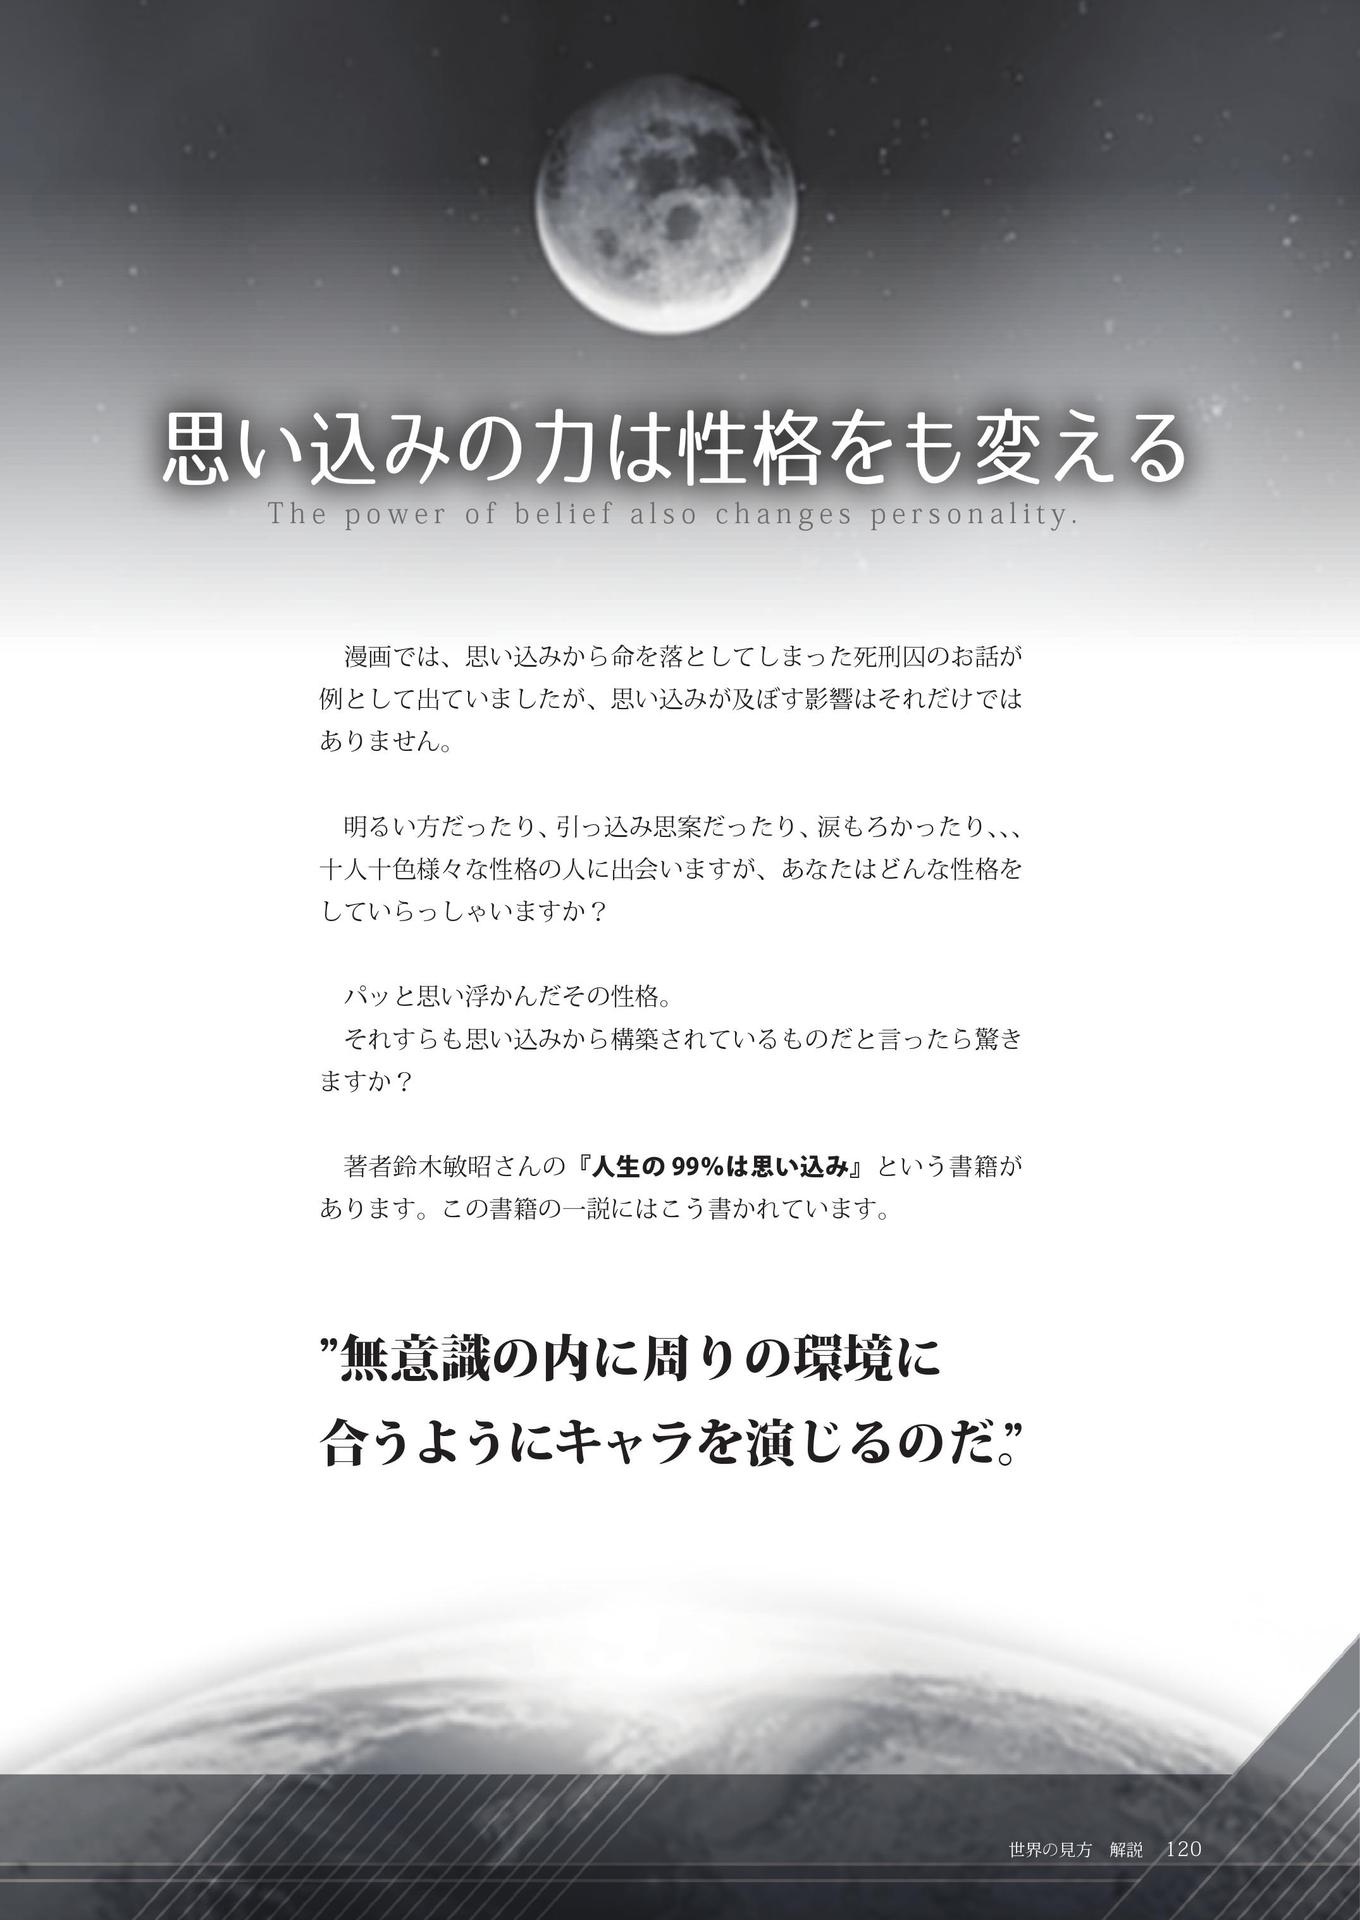 思い込みの力は性格をも変える
The power of belief also changes personality.
漫画では、思い込みから命を落としてしまった死刑囚のお話が
例として出ていましたが、思い込みが及ぼす影響はそれだけでは
ありません。
明るい方だったり、引っ込み思案だったり、涙もろかったり、、、
十人十色様々な性格の人に出会いますが、あなたはどんな性格を
していらっしゃいますか？
パッと思い浮かんだその性格。
それすらも思い込みから構築されているものだと言ったら驚き
ますか？
著者鈴木敏昭さんの『人生の99%は思い込み』という書籍が
あります。この書籍の一説にはこう書かれています。
”無意識の内に周りの環境に
合うようにキャラを演じるのだ。”
世界の見方　解説　120